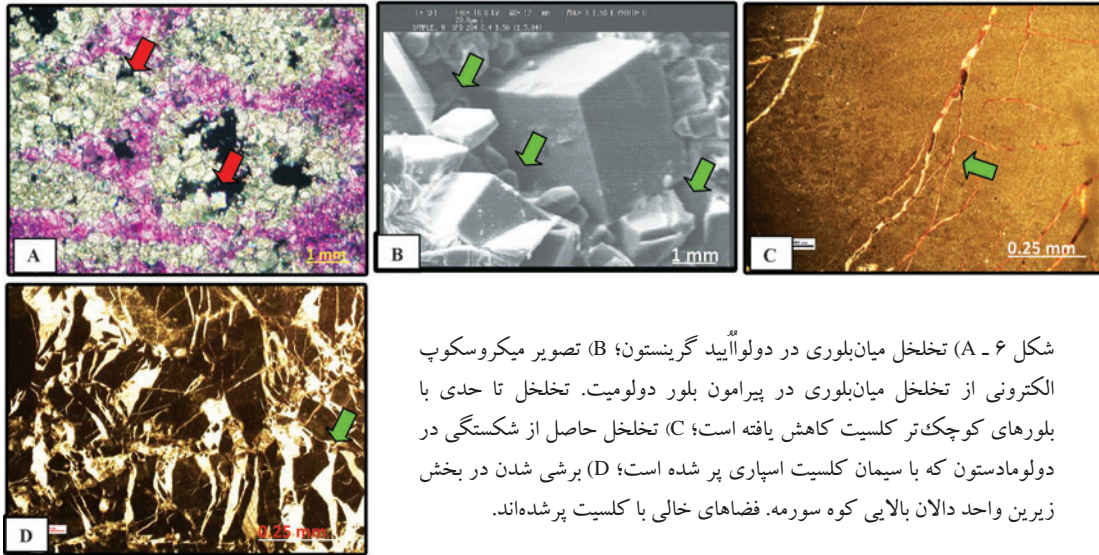 A
1 mm
B
1 mm
C
0.25 mm
D
0.25 mm
شکل ۶ ـ A) تخلخل میان‌بلوری در دولواُاُیید گرینستون؛ B) تصویر میکروسکوپ
الکترونی از تخلخل میان‌بلوری در پیرامون بلور دولومیت. تخلخل تا حدی با
بلورهای کوچک‌تر کلسیت کاهش یافته است؛ C) تخلخل حاصل از شکستگی در
دولومادستون که با سیمان کلسیت اسپاری پر شده است؛ D) برشی شدن در بخش
زیرین واحد دالان بالایی کوه سورمه. فضاهای خالی با کلسیت پرشده‌اند.